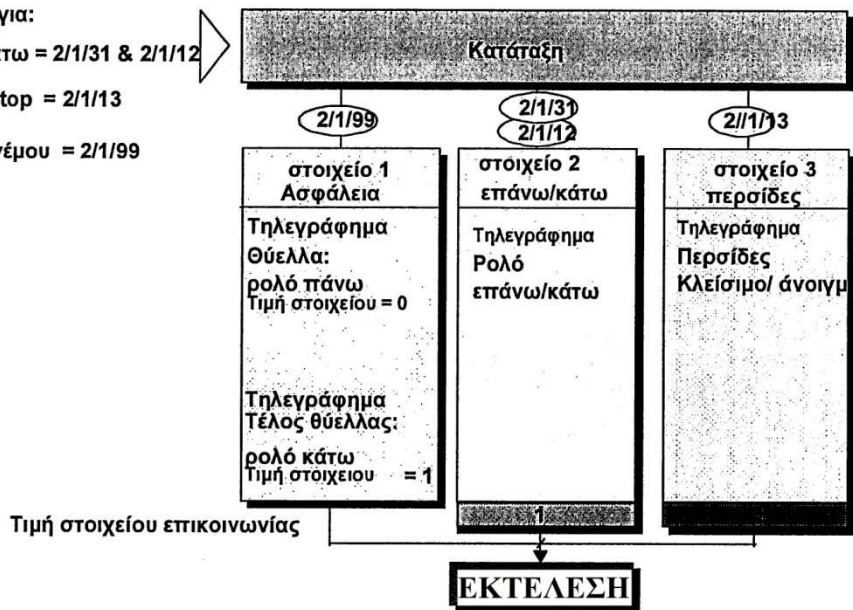 για:
τω = 2/1/31 & 2/1/12
top = 2/1/13
νέμου = 2/1/99
Κατάταξη
2/1/99
2/1/31
2/1/12
2//1/13
στοιχείο 1
Ασφάλεια
Τηλεγράφημα
Θύελλα:
ρολό πάνω
Τιμή στοιχείου = 0
Τηλεγράφημα
Τέλος θύελλας:
ρολό κάτω
Τιμή στοιχειου = 1
στοιχείο 2
επάνω/κάτω
Τηλεγράφημα
Ρολό
επάνω/κάτω
1
στοιχείο 3
περσίδες
Τηλεγράφημα
Περσίδες
Κλείσιμο/ άνοιγμ
Τιμή στοιχείου επικοινωνίας
ΕΚΤΕΛΕΣΗ